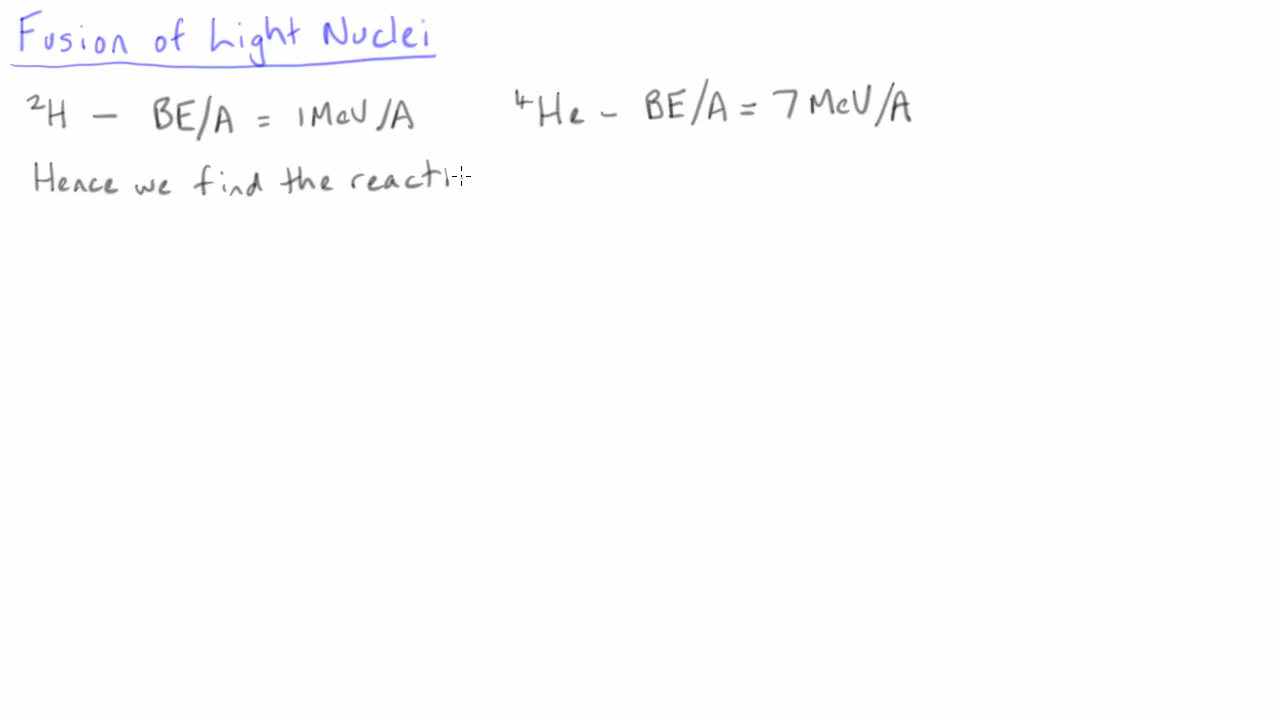 Fusion of Light Nuclei
²H – BE/A = 1MeV/A ⁴He – BE/A = 7 MeV/A
Hence we find the reacti